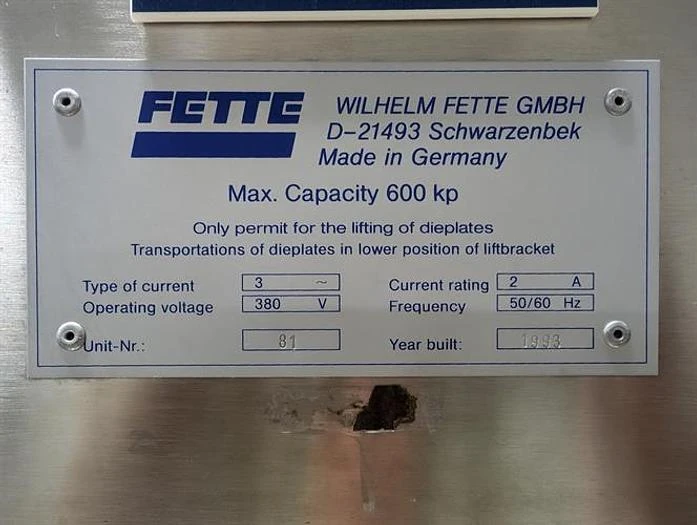 FETTE
WILHELM FETTE GMBH
D-21493 Schwarzenbek
Made in Germany
Max. Capacity 600 kp
Only permit for the lifting of dieplates
Transportations of dieplates in lower position of liftbracket
Type of current 3 ~ Current rating 2 A
Operating voltage 380 V Frequency 50/60 Hz
Unit-Nr.: 81 Year built: 1993